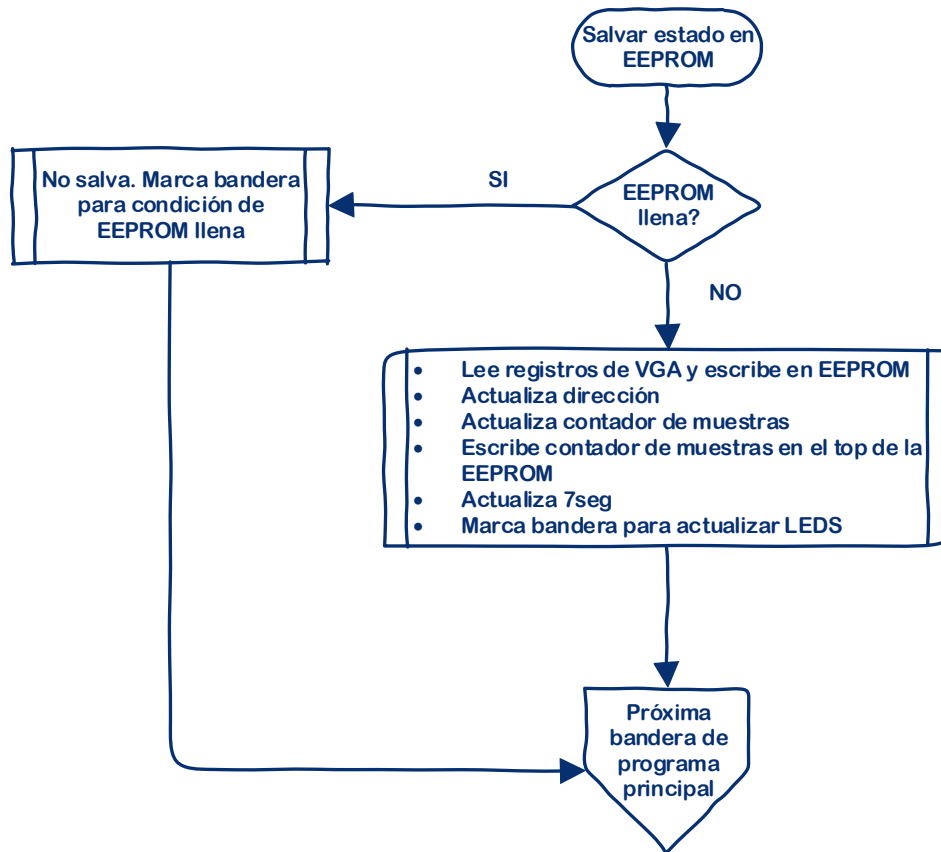 Salvar estado en
EEPROM
EEPROM
llena?
SI
No salva. Marca bandera
para condición de
EEPROM llena
NO
• Lee registros de VGA y escribe en EEPROM
• Actualiza dirección
• Actualiza contador de muestras
• Escribe contador de muestras en el top de la
EEPROM
• Actualiza 7seg
• Marca bandera para actualizar LEDS
Próxima
bandera de
programa
principal